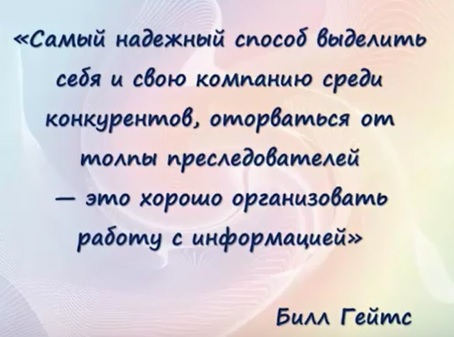 «Самый надежный способ выделить
себя и свою компанию среди
конкурентов, оторваться от
толпы преследователей
— это хорошо организовать
работу с информацией»
Билл Гейтс